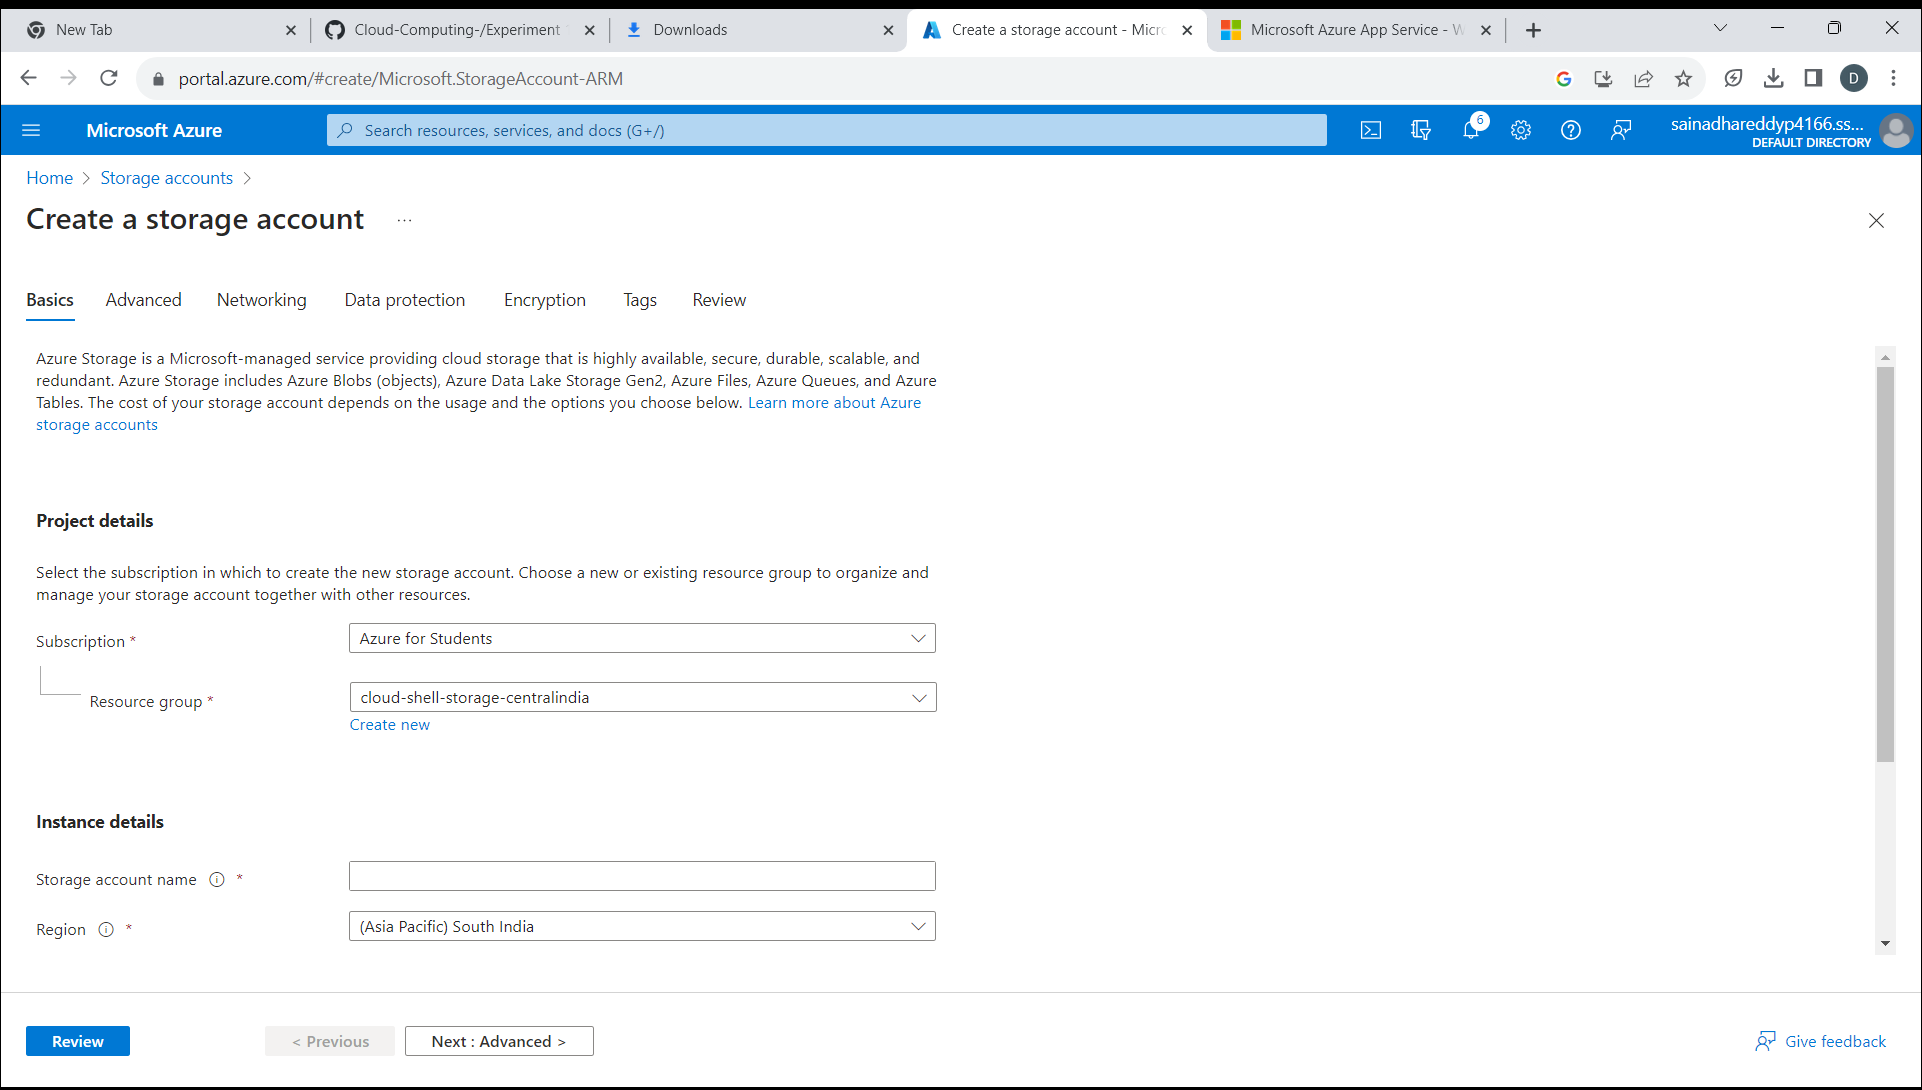 New Tab
Cloud-Computing-/Experiment
Downloads
Create a storage account - Micro
Microsoft Azure App Service - W
portal.azure.com/#create/Microsoft.StorageAccount-ARM
D
Microsoft Azure
Search resources, services, and docs (G+/)
6
sainadhareddyp4166.ss...
DEFAULT DIRECTORY
Home > Storage accounts >
Create a storage account ...
Basics Advanced Networking Data protection Encryption Tags Review
Azure Storage is a Microsoft-managed service providing cloud storage that is highly available, secure, durable, scalable, and
redundant. Azure Storage includes Azure Blobs (objects), Azure Data Lake Storage Gen2, Azure Files, Azure Queues, and Azure
Tables. The cost of your storage account depends on the usage and the options you choose below. Learn more about Azure
storage accounts
Project details
Select the subscription in which to create the new storage account. Choose a new or existing resource group to organize and
manage your storage account together with other resources.
Subscription *
Azure for Students
Resource group *
cloud-shell-storage-centralindia
Create new
Instance details
Storage account name *
Region *
(Asia Pacific) South India
Review
< Previous
Next : Advanced >
Give feedback